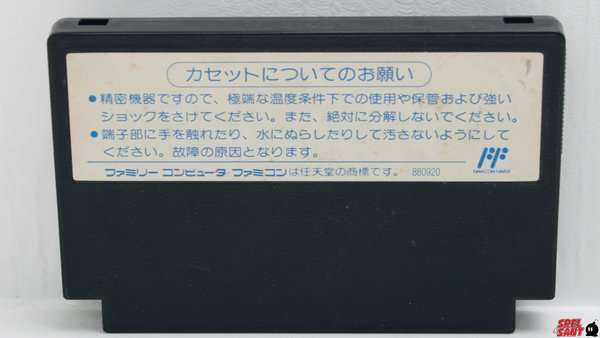 カセットについてのお願い
●精密機器ですので、極端な温度条件下での使用や保管および強い
ショックをさけてください。また、絶対に分解しないでください。
●端子部に手を触れたり、水にぬらしたりして汚さないようにして
ください。故障の原因となります。
ファミリーコンピュータ・ファミコンは任天堂の商標です。 880920
FF
FAMICOM FAMILY
SPEL
SANT